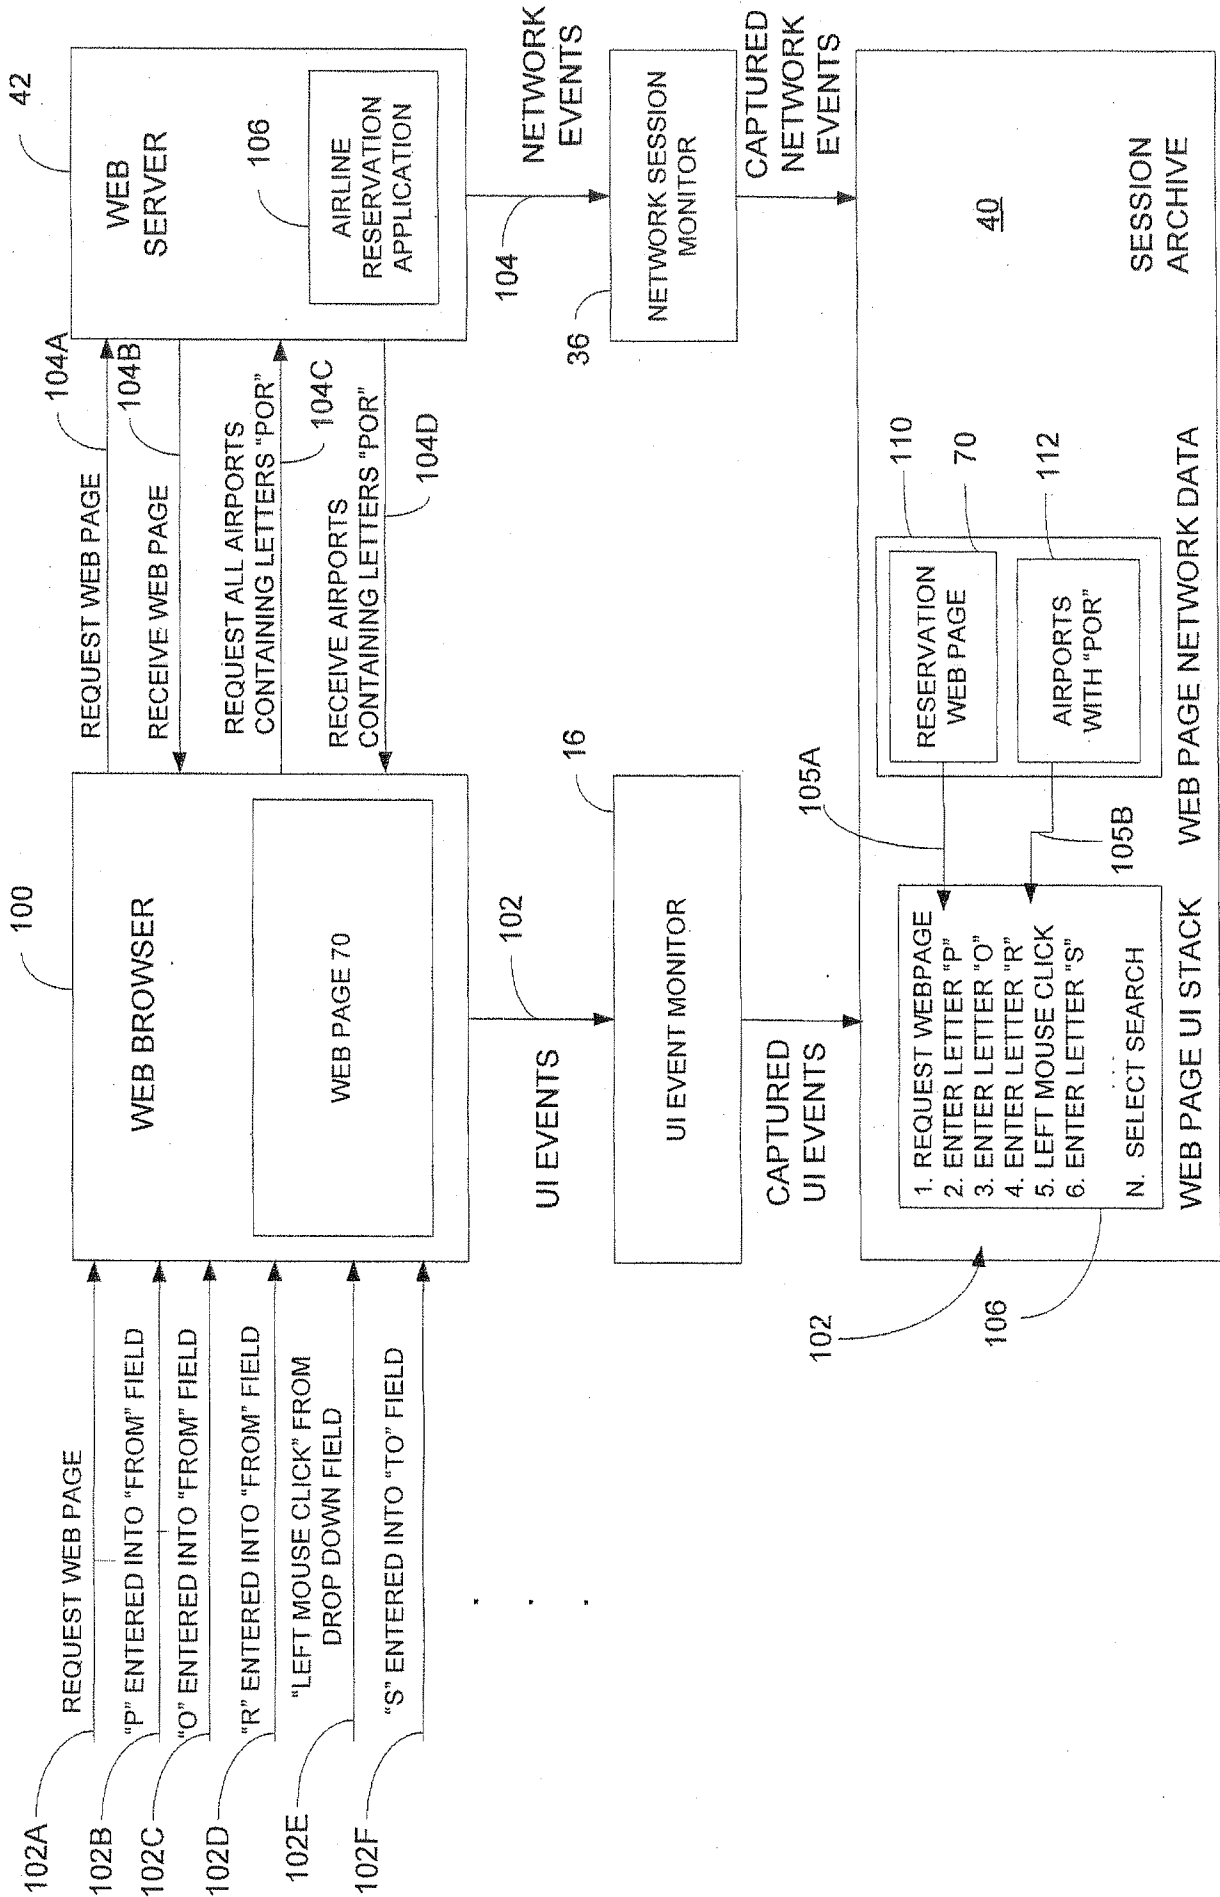 102A
REQUEST WEB PAGE
102B
"P" ENTERED INTO "FROM" FIELD
102C
"O" ENTERED INTO "FROM" FIELD
102D
"R" ENTERED INTO "FROM" FIELD
102E
"LEFT MOUSE CLICK" FROM
DROP DOWN FIELD
102F
"S" ENTERED INTO "TO" FIELD
. . .
100
WEB BROWSER
WEB PAGE 70
REQUEST WEB PAGE
104A
RECEIVE WEB PAGE
104B
REQUEST ALL AIRPORTS
CONTAINING LETTERS "POR"
104C
RECEIVE AIRPORTS
CONTAINING LETTERS "POR"
104D
42
WEB
SERVER
106
AIRLINE
RESERVATION
APPLICATION
UI EVENTS
102
16
UI EVENT MONITOR
CAPTURED
UI EVENTS
104
NETWORK
EVENTS
36
NETWORK SESSION
MONITOR
CAPTURED
NETWORK
EVENTS
102
106
1. REQUEST WEBPAGE
2. ENTER LETTER "P"
3. ENTER LETTER "O"
4. ENTER LETTER "R"
5. LEFT MOUSE CLICK
6. ENTER LETTER "S"
....
N. SELECT SEARCH
WEB PAGE UI STACK
105A
105B
RESERVATION
WEB PAGE
AIRPORTS
WITH "POR"
110
70
112
WEB PAGE NETWORK DATA
40
SESSION
ARCHIVE